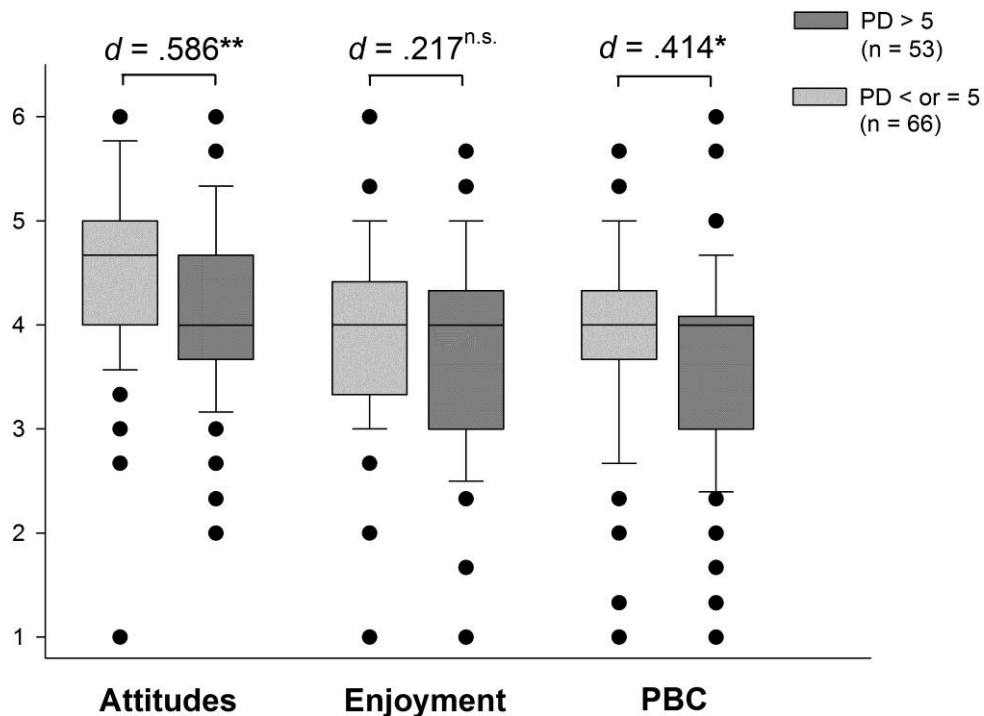 PD > 5
(n = 53)
PD < or = 5
(n = 66)
d = .586** d = .217n.s. d = .414*
6
5
4
3
2
1
Attitudes Enjoyment PBC